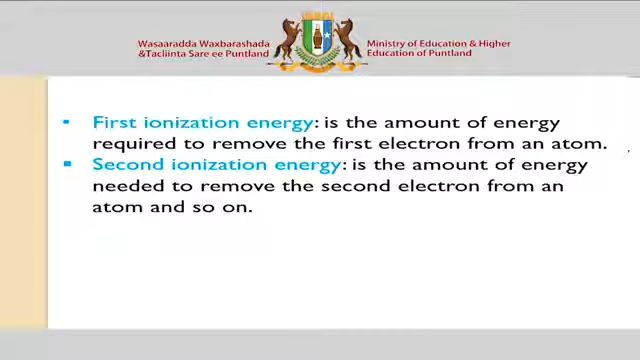 Wasaaradda Waxbarashada
&Tacliinta Sare ee Puntland
Ministry of Education & Higher
Education of Puntland
First ionization energy: is the amount of energy
required to remove the first electron from an atom.
Second ionization energy: is the amount of energy
needed to remove the second electron from an
atom and so on.